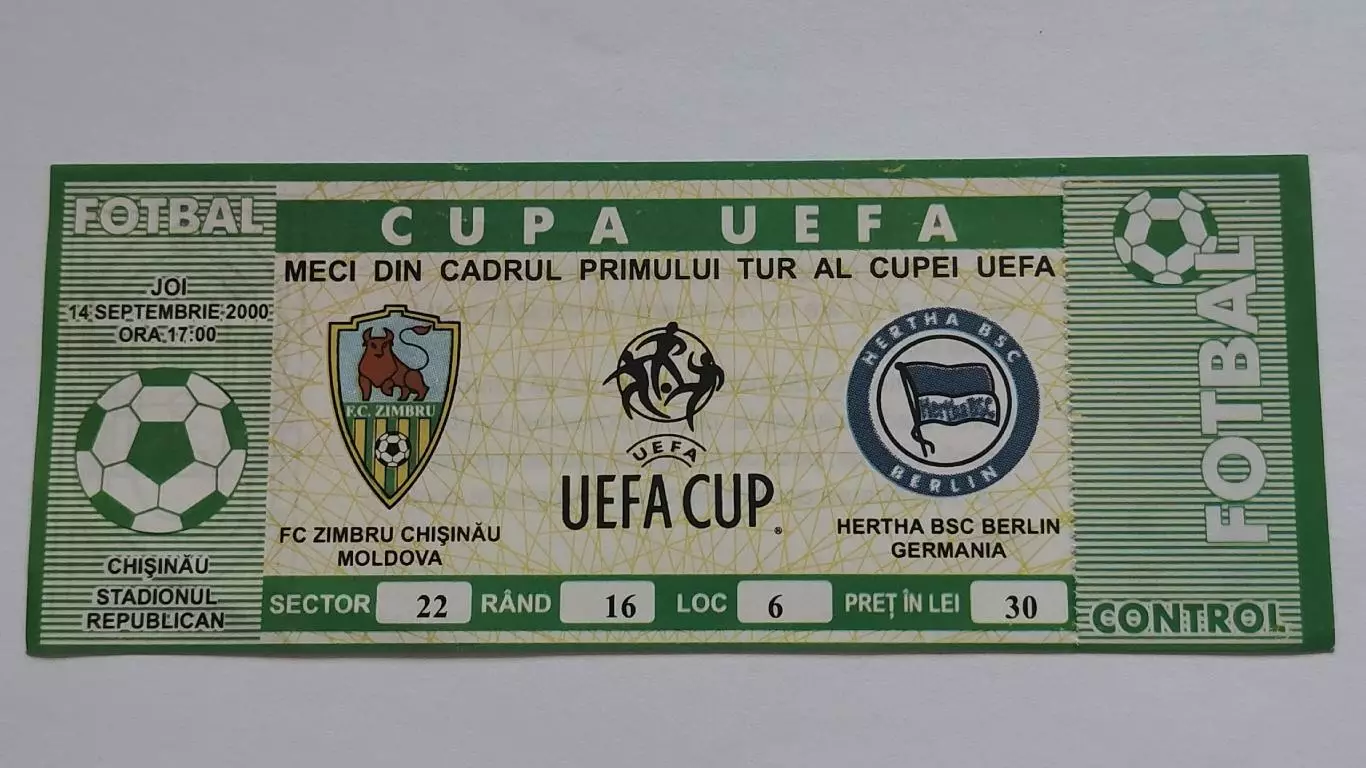 FOTBAL
JOI
14 SEPTEMBRIE 2000
ORA 17:00
CHIŞINĂU
STADIONUL
REPUBLICAN
CUPA UEFA
MECI DIN CADRUL PRIMULUI TUR AL CUPEI UEFA
F.C. ZIMBRU
FC ZIMBRU CHIŞINĂU
MOLDOVA
UEFA
UEFA CUP
HERTHA BSC
Hertha BSC
BERLIN
HERTHA BSC BERLIN
GERMANIA
SECTOR 22 RÂND 16 LOC 6 PREŢ ÎN LEI 30
FOTBAL
CONTROL